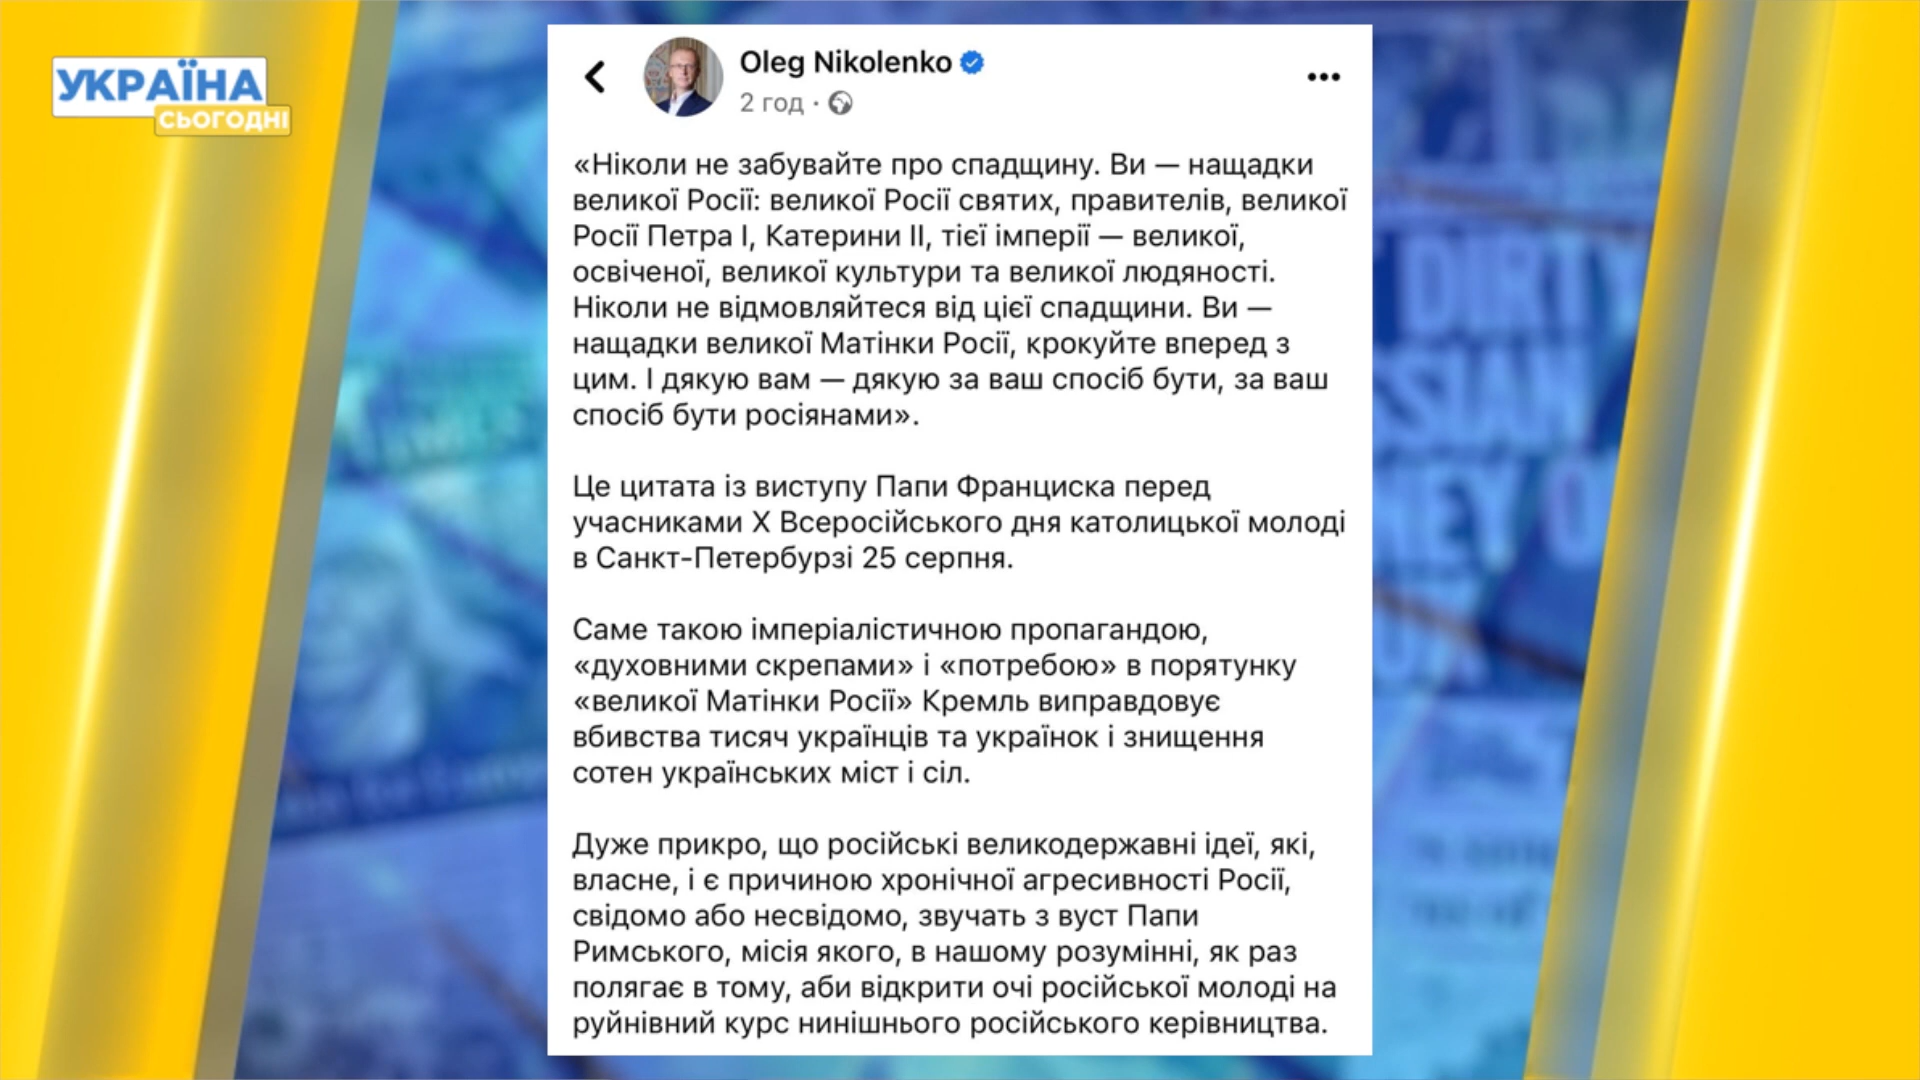 УКРАЇНА
СЬОГОДНІ
Oleg Nikolenko
2 год ·
«Ніколи не забувайте про спадщину. Ви — нащадки
великої Росії: великої Росії святих, правителів, великої
Росії Петра I, Катерини II, тієї імперії — великої,
освіченої, великої культури та великої людяності.
Ніколи не відмовляйтеся від цієї спадщини. Ви —
нащадки великої Матінки Росії, крокуйте вперед з
цим. І дякую вам — дякую за ваш спосіб бути, за ваш
спосіб бути росіянами».
Це цитата із виступу Папи Франциска перед
учасниками X Всеросійського дня католицької молоді
в Санкт-Петербурзі 25 серпня.
Саме такою імперіалістичною пропагандою,
«духовними скрепами» і «потребою» в порятунку
«великої Матінки Росії» Кремль виправдовує
вбивства тисяч українців та українок і знищення
сотен українських міст і сіл.
Дуже прикро, що російські великодержавні ідеї, які,
власне, і є причиною хронічної агресивності Росії,
свідомо або несвідомо, звучать з вуст Папи
Римського, місія якого, в нашому розумінні, як раз
полягає в тому, аби відкрити очі російської молоді на
руйнівний курс нинішнього російського керівництва.
DIRTY